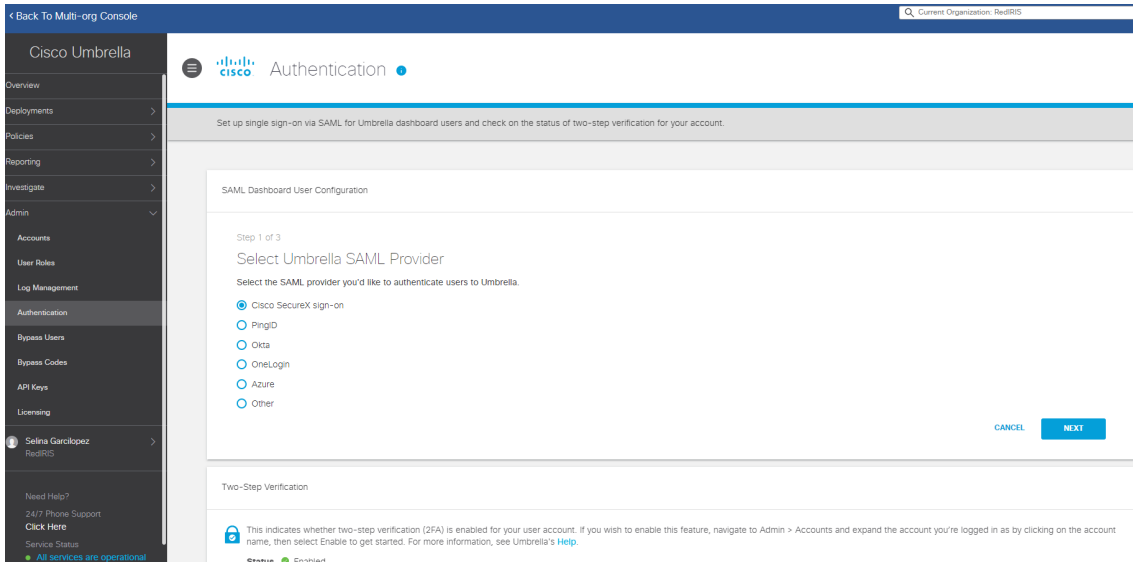 Back To Multi-org Console
Current Organization: RedIRIS
Cisco Umbrella
Overview
Deployments
Policies
Reporting
Investigate
Admin
Accounts
User Roles
Log Management
Authentication
Bypass Users
Bypass Codes
API Keys
Licensing
Selina Garcilopez
RedIRIS
Need Help?
24/7 Phone Support
Click Here
Service Status
All services are operational
cisco
Authentication
Set up single sign-on via SAML for Umbrella dashboard users and check on the status of two-step verification for your account.
SAML Dashboard User Configuration
Step 1 of 3
Select Umbrella SAML Provider
Select the SAML provider you'd like to authenticate users to Umbrella.
Cisco SecureX sign-on
PingID
Okta
OneLogin
Azure
Other
CANCEL
NEXT
Two-Step Verification
This indicates whether two-step verification (2FA) is enabled for your user account. If you wish to enable this feature, navigate to Admin > Accounts and expand the account you're logged in as by clicking on the account
name, then select Enable to get started. For more information, see Umbrella's Help.
Status Enabled